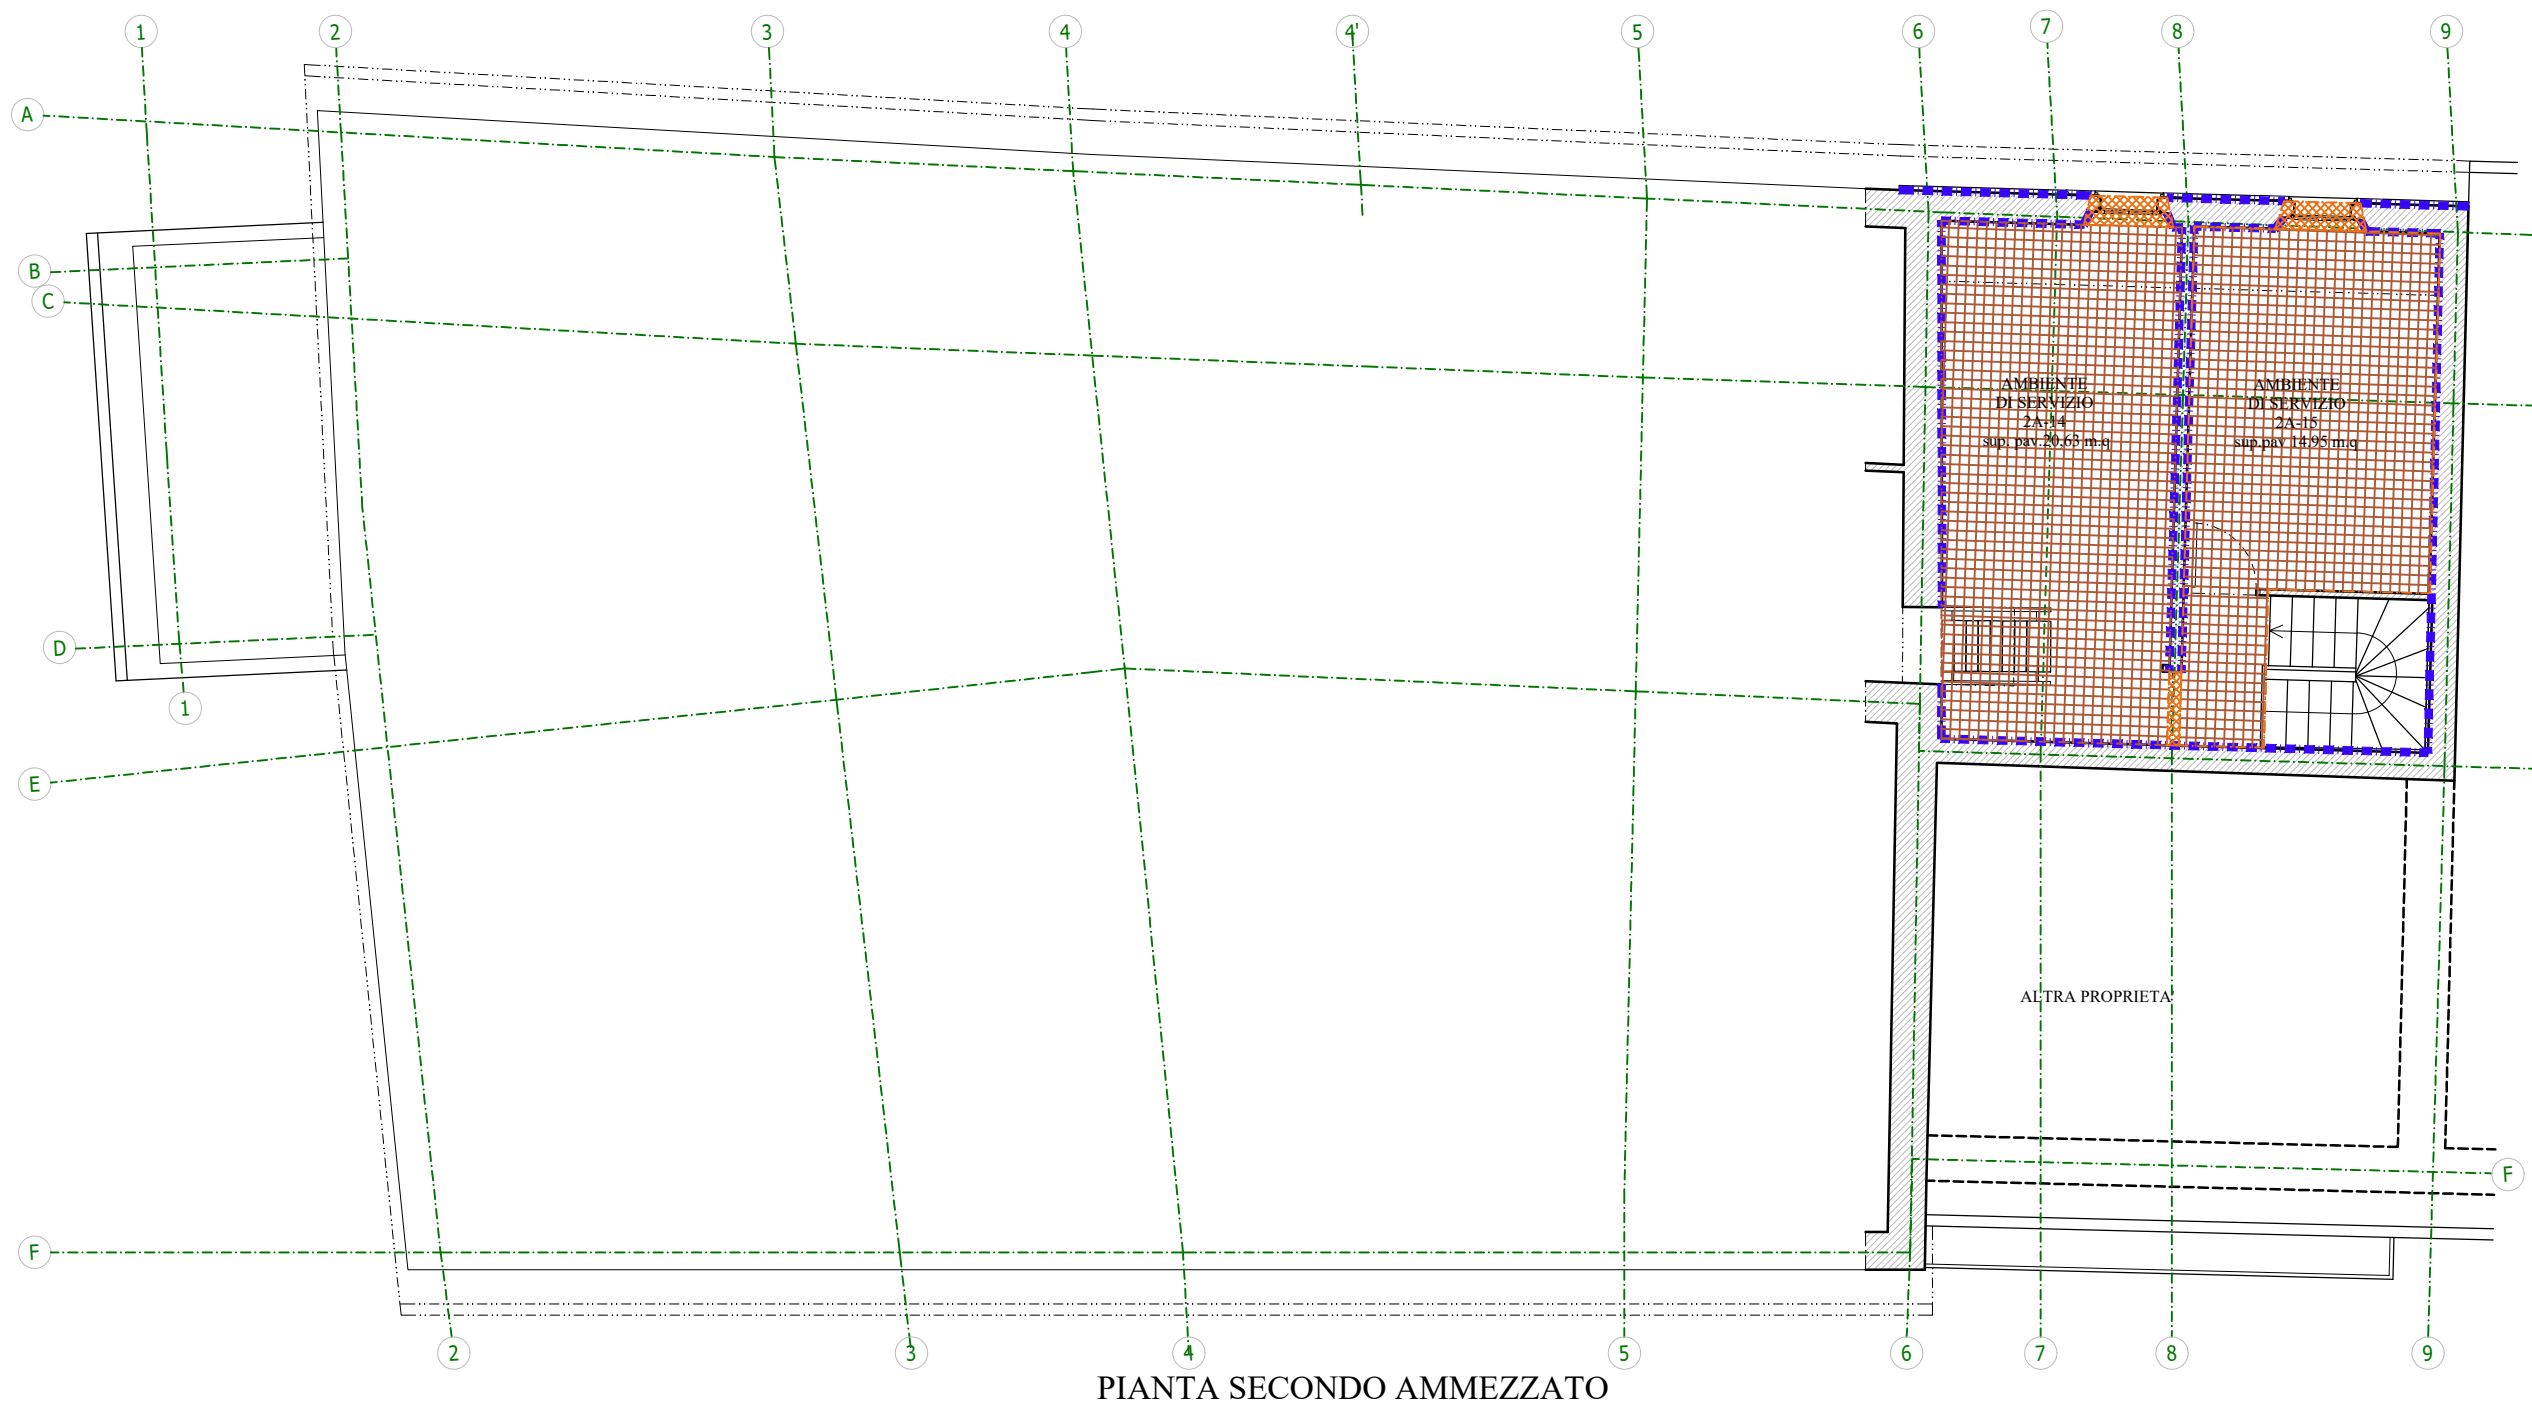 1 2 3 4 4' 5 6 7 8 9
A
B
C
AMBIENTE
DI SERVIZIO
2A-14
sup. pav.20,63 m.q
AMBIENTE
DI SERVIZIO
2A-15
sup.pav 14,95 m.q
D
1
E
ALTRA PROPRIETA'
F
F
2 3 4 5 6 7 8 9
PIANTA SECONDO AMMEZZATO